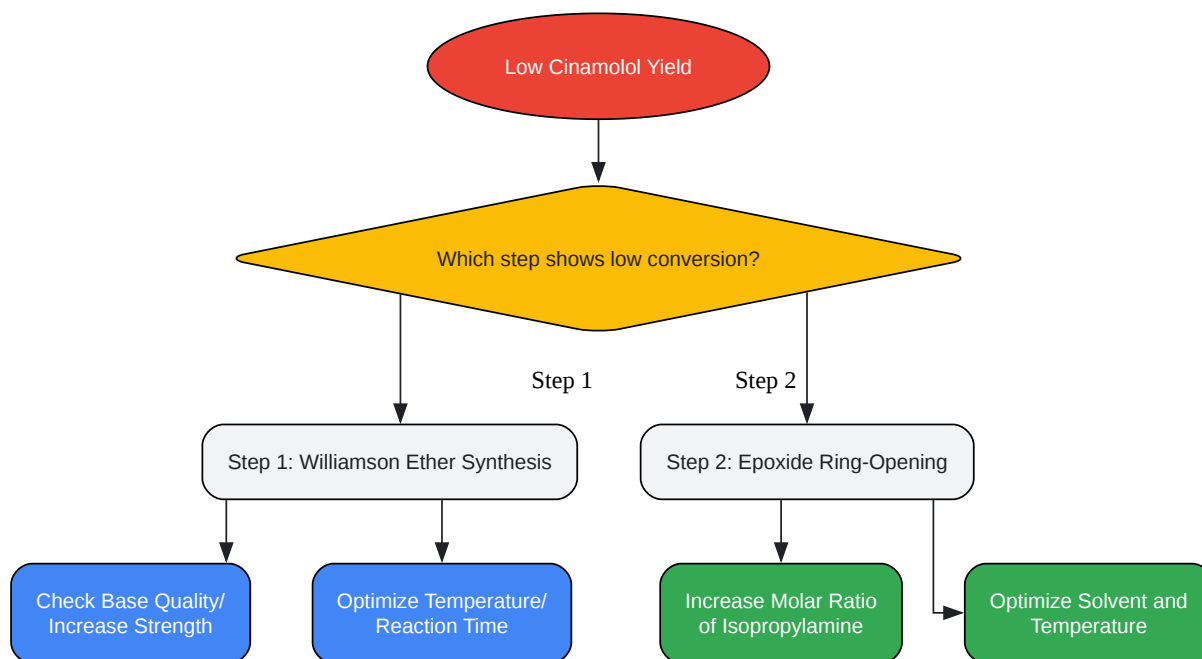 Low Cinamolol Yield
Which step shows low conversion?
Step 1
Step 2
Step 1: Williamson Ether Synthesis
Step 2: Epoxide Ring-Opening
Check Base Quality/
Increase Strength
Optimize Temperature/
Reaction Time
Increase Molar Ratio
of Isopropylamine
Optimize Solvent and
Temperature